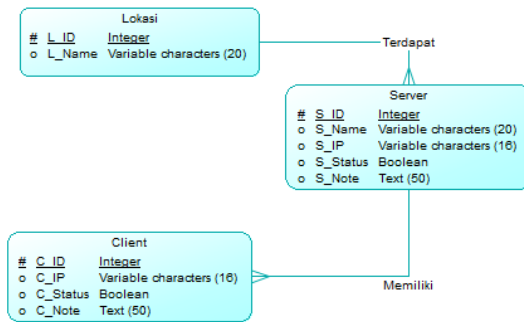 Lokasi
# L_ID Integer
o L_Name Variable characters (20)
Terdapat
Server
# S_ID Integer
o S_Name Variable characters (20)
o S_IP Variable characters (16)
o S_Status Boolean
o S_Note Text (50)
Client
# C_ID Integer
o C_IP Variable characters (16)
o C_Status Boolean
o C_Note Text (50)
Memiliki